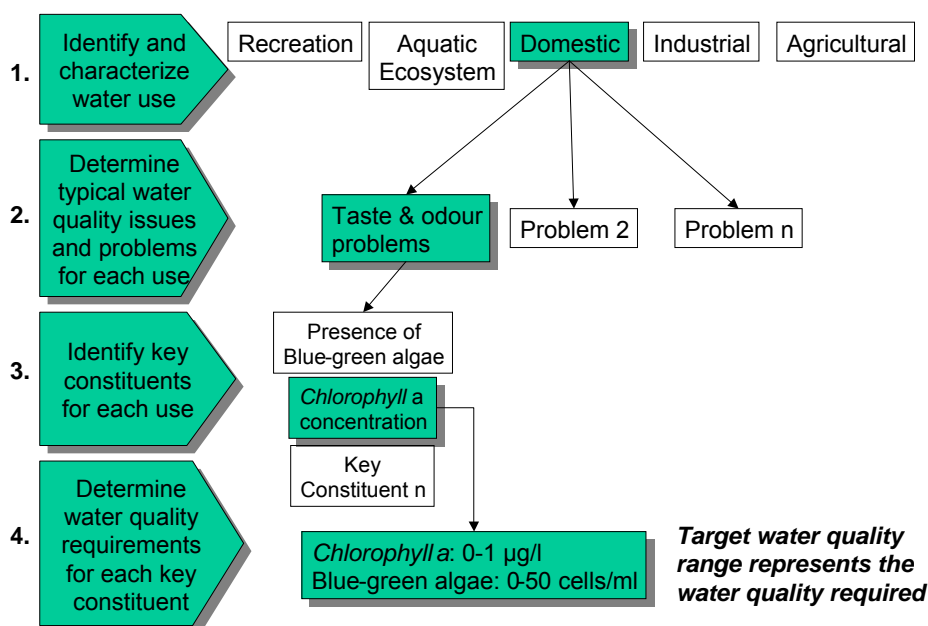 1.
Identify and
characterize
water use
Recreation
Aquatic
Ecosystem
Domestic
Industrial
Agricultural
2.
Determine
typical water
quality issues
and problems
for each use
Taste & odour
problems
Problem 2
Problem n
3.
Identify key
constituents
for each use
Presence of
Blue-green algae
Chlorophyll a
concentration
Key
Constituent n
4.
Determine
water quality
requirements
for each key
constituent
Chlorophyll a: 0-1 µg/l
Blue-green algae: 0-50 cells/ml
Target water quality
range represents the
water quality required